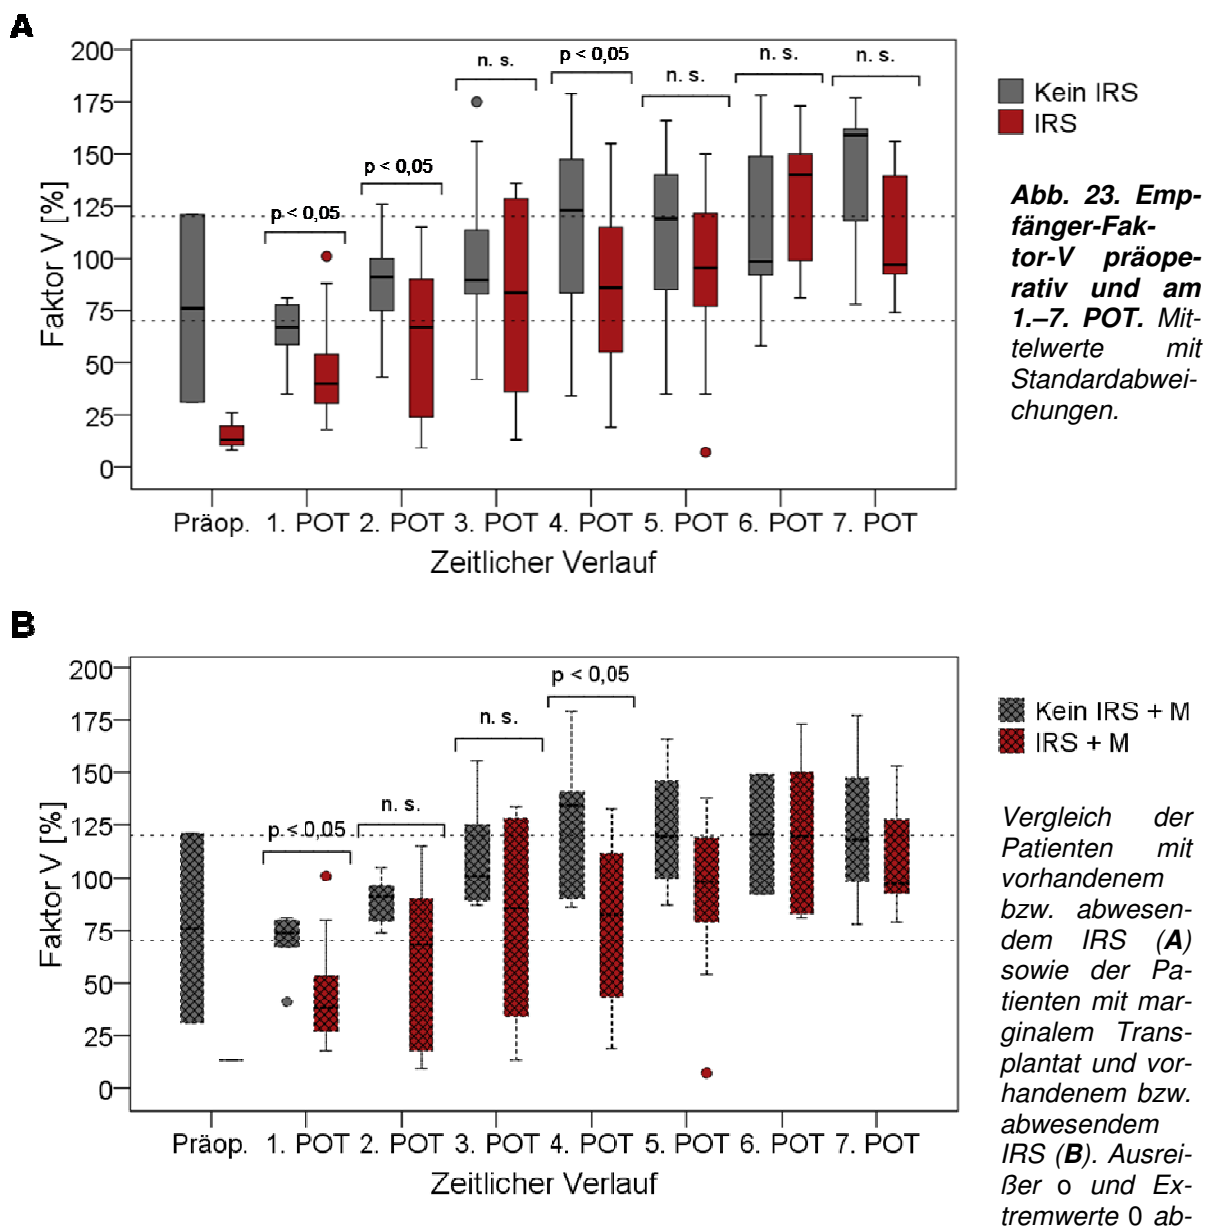 A
200
175
150
125
100
75
50
25
0
Faktor V [%]
p < 0,05
p < 0,05
n. s.
p < 0,05
n. s.
n. s.
n. s.
Präop.
1. POT
2. POT
3. POT
4. POT
5. POT
6. POT
7. POT
Zeitlicher Verlauf
Kein IRS
IRS
Abb. 23. Emp-
fänger-Fak-
tor-V präope-
rativ und am
1.–7. POT. Mit-
telwerte mit
Standardabwei-
chungen.
B
200
175
150
125
100
75
50
25
0
Faktor V [%]
p < 0,05
n. s.
n. s.
p < 0,05
Präop.
1. POT
2. POT
3. POT
4. POT
5. POT
6. POT
7. POT
Zeitlicher Verlauf
Kein IRS + M
IRS + M
Vergleich der
Patienten mit
vorhandenem
bzw. abwesen-
dem IRS (A)
sowie der Pa-
tienten mit mar-
ginalem Trans-
plantat und vor-
handenem bzw.
abwesendem
IRS (B). Ausrei-
ßer o und Ex-
tremwerte 0 ab-